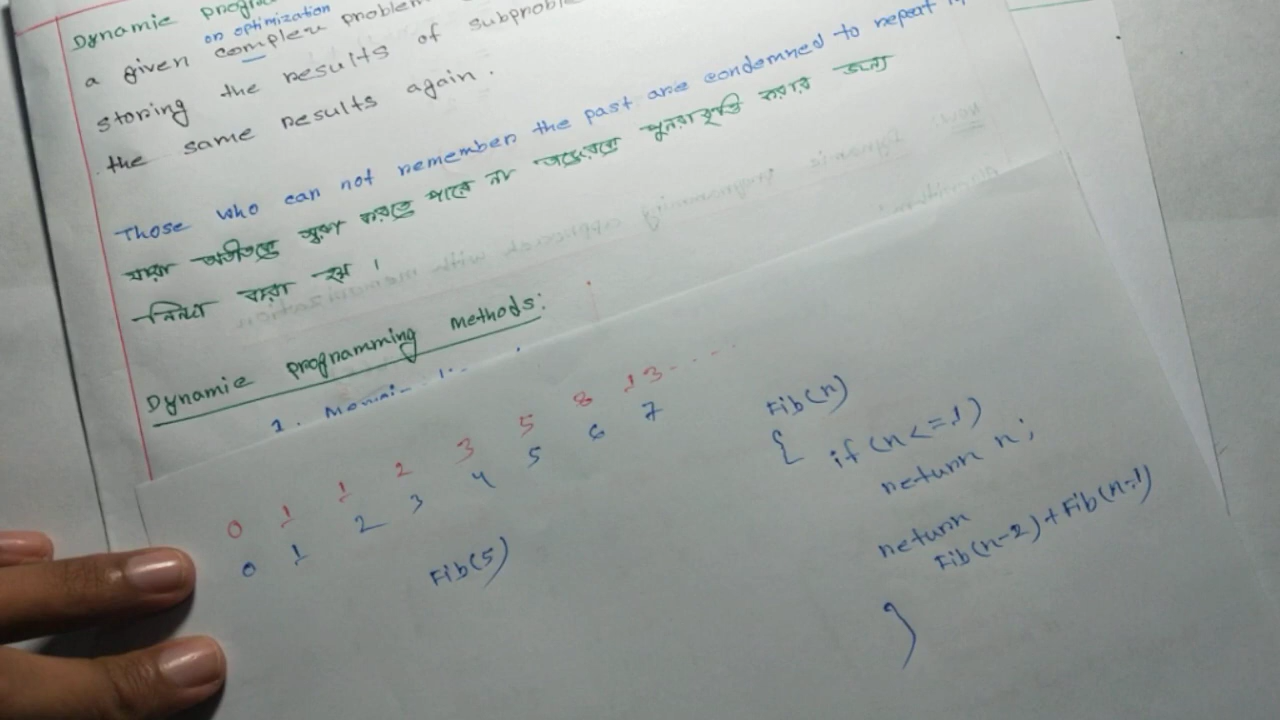 Dynamic
on optimization
a given complex problem
storing the results of
the same results again.
Those who can not remember the past are condemned to repeat
যারা অতীতকে স্মরণ করতে পারে না পুনরাবৃত্তি করার জন্য
নিন্দা করা হয়।
Dynamic programming methods:
1.
0 1 1 2 3 5 8 13....
0 1 2 3 4 5 6 7
Fib(5)
Fib(n)
{ if (n<=1)
return n;
return
Fib(n-2)+Fib(n-1)
}